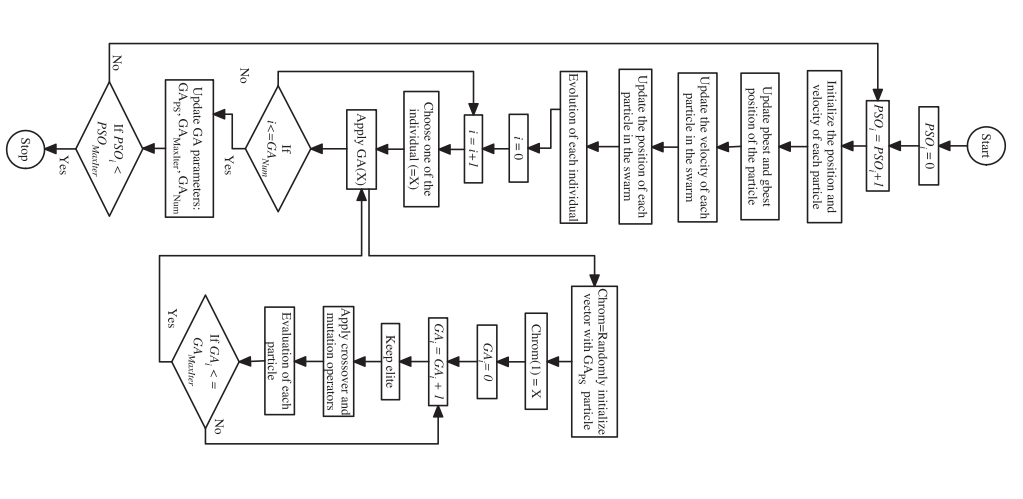 Start
PSO_i = 0
PSO_i = PSO_i+1
Initialize the position and
velocity of each particle
Update pbest and gbest
position of the particle
Update the velocity of each
particle in the swarm
Update the position of each
particle in the swarm
Evolution of each individual
i = 0
i = i+1
Choose one of the
individual (=X)
Apply GA(X)
If
i<=GA_Num
No
Yes
Update GA parameters:
GA_PS, GA_MaxIter, GA_Num
If PSO_i <
PSO_MaxIter
No
Yes
Stop
Chrom=Randomly initialize
vector with GA_PS particle
Chrom(1) = X
GA_i = 0
GA_i = GA_i + 1
Keep elite
Apply crossover and
mutation operators
Evaluation of each
particle
If GA_i < =
GA_MaxIter
Yes
No